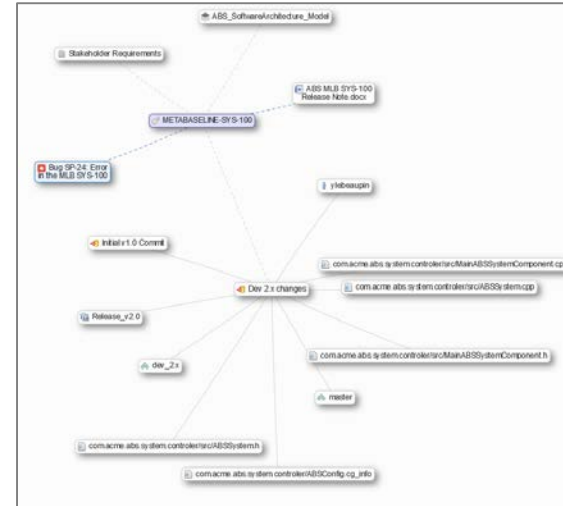 ABS_SoftwareArchitecture_Model
Stakeholder Requirements
ABS MLB SYS-100
Release Note.docx
METABASELINE-SYS-100
Bug SP-24: Error
in the MLB SYS-100
ylebeaupin
Initial v1.0 Commit
com.acme.abs.system.controler/src/MainABSSystemComponent.cp
Dev 2.x changes
com.acme.abs.system.controler/src/ABSSystem.cpp
Release_v2.0
com.acme.abs.system.controler/src/MainABSSystemComponent.h
dev_2.x
master
com.acme.abs.system.controler/src/ABSSystem.h
com.acme.abs.system.controler/ABSConfig.cg_info